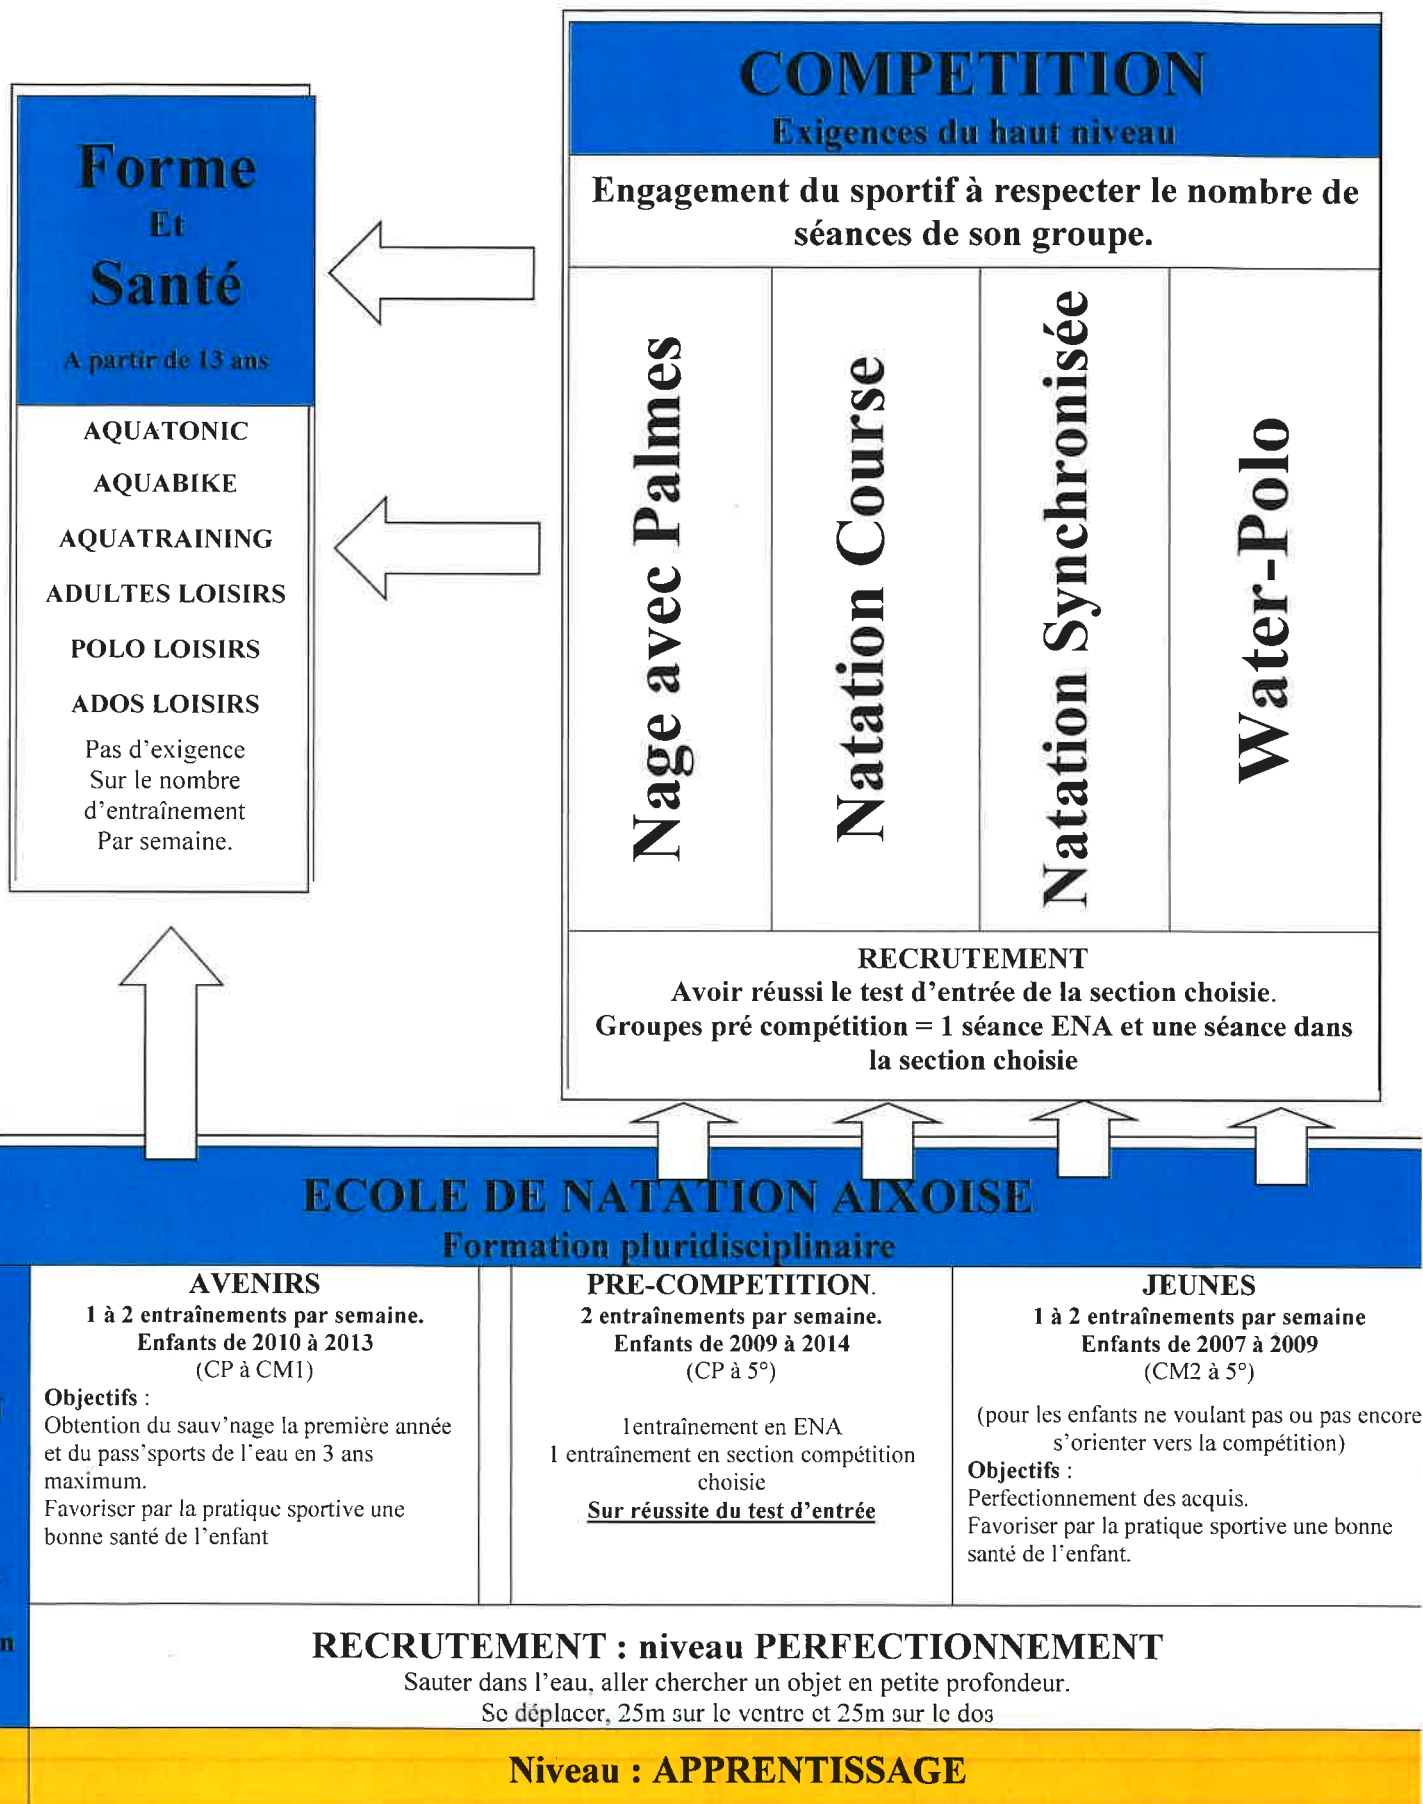 COMPETITION
Exigences du haut niveau
Engagement du sportif à respecter le nombre de
séances de son groupe.
Nage avec Palmes
Natation Course
Natation Synchronisée
Water-Polo
RECRUTEMENT
Avoir réussi le test d'entrée de la section choisie.
Groupes pré compétition = 1 séance ENA et une séance dans
la section choisie
Forme
Et
Santé
A partir de 13 ans
AQUATONIC
AQUABIKE
AQUATRAINING
ADULTES LOISIRS
POLO LOISIRS
ADOS LOISIRS
Pas d'exigence
Sur le nombre
d'entraînement
Par semaine.
ECOLE DE NATATION AIXOISE
Formation pluridisciplinaire
AVENIRS
1 à 2 entraînements par semaine.
Enfants de 2010 à 2013
(CP à CM1)
Objectifs :
Obtention du sauv'nage la première année
et du pass'sports de l'eau en 3 ans
maximum.
Favoriser par la pratique sportive une
bonne santé de l'enfant
PRE-COMPETITION.
2 entraînements par semaine.
Enfants de 2009 à 2014
(CP à 5°)
1entraînement en ENA
1 entraînement en section compétition
choisie
Sur réussite du test d'entrée
JEUNES
1 à 2 entraînements par semaine
Enfants de 2007 à 2009
(CM2 à 5°)
(pour les enfants ne voulant pas ou pas encore
s'orienter vers la compétition)
Objectifs :
Perfectionnement des acquis.
Favoriser par la pratique sportive une bonne
santé de l'enfant.
n
RECRUTEMENT : niveau PERFECTIONNEMENT
Sauter dans l'eau, aller chercher un objet en petite profondeur.
Se déplacer, 25m sur le ventre et 25m sur le dos
Niveau : APPRENTISSAGE